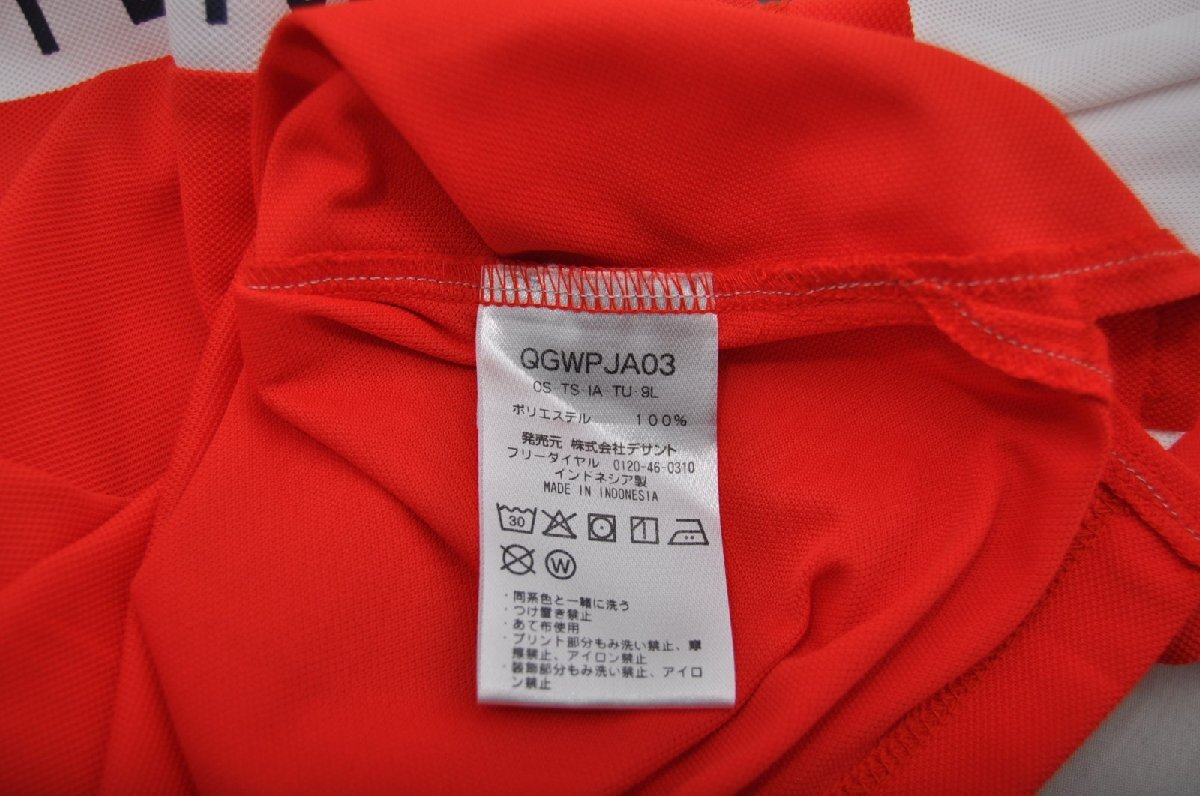 QGWPJA03
CS・TS・IA・TU・9L
ポリエステル 100%
発売元 株式会社デサント
フリーダイヤル 0120-46-0310
インドネシア製
MADE IN INDONESIA
30
W
・同系色と一緒に洗う
・つけ置き禁止
・あて布使用
・プリント部分もみ洗い禁止、摩
擦禁止、アイロン禁止
・装飾部分もみ洗い禁止、アイロ
ン禁止